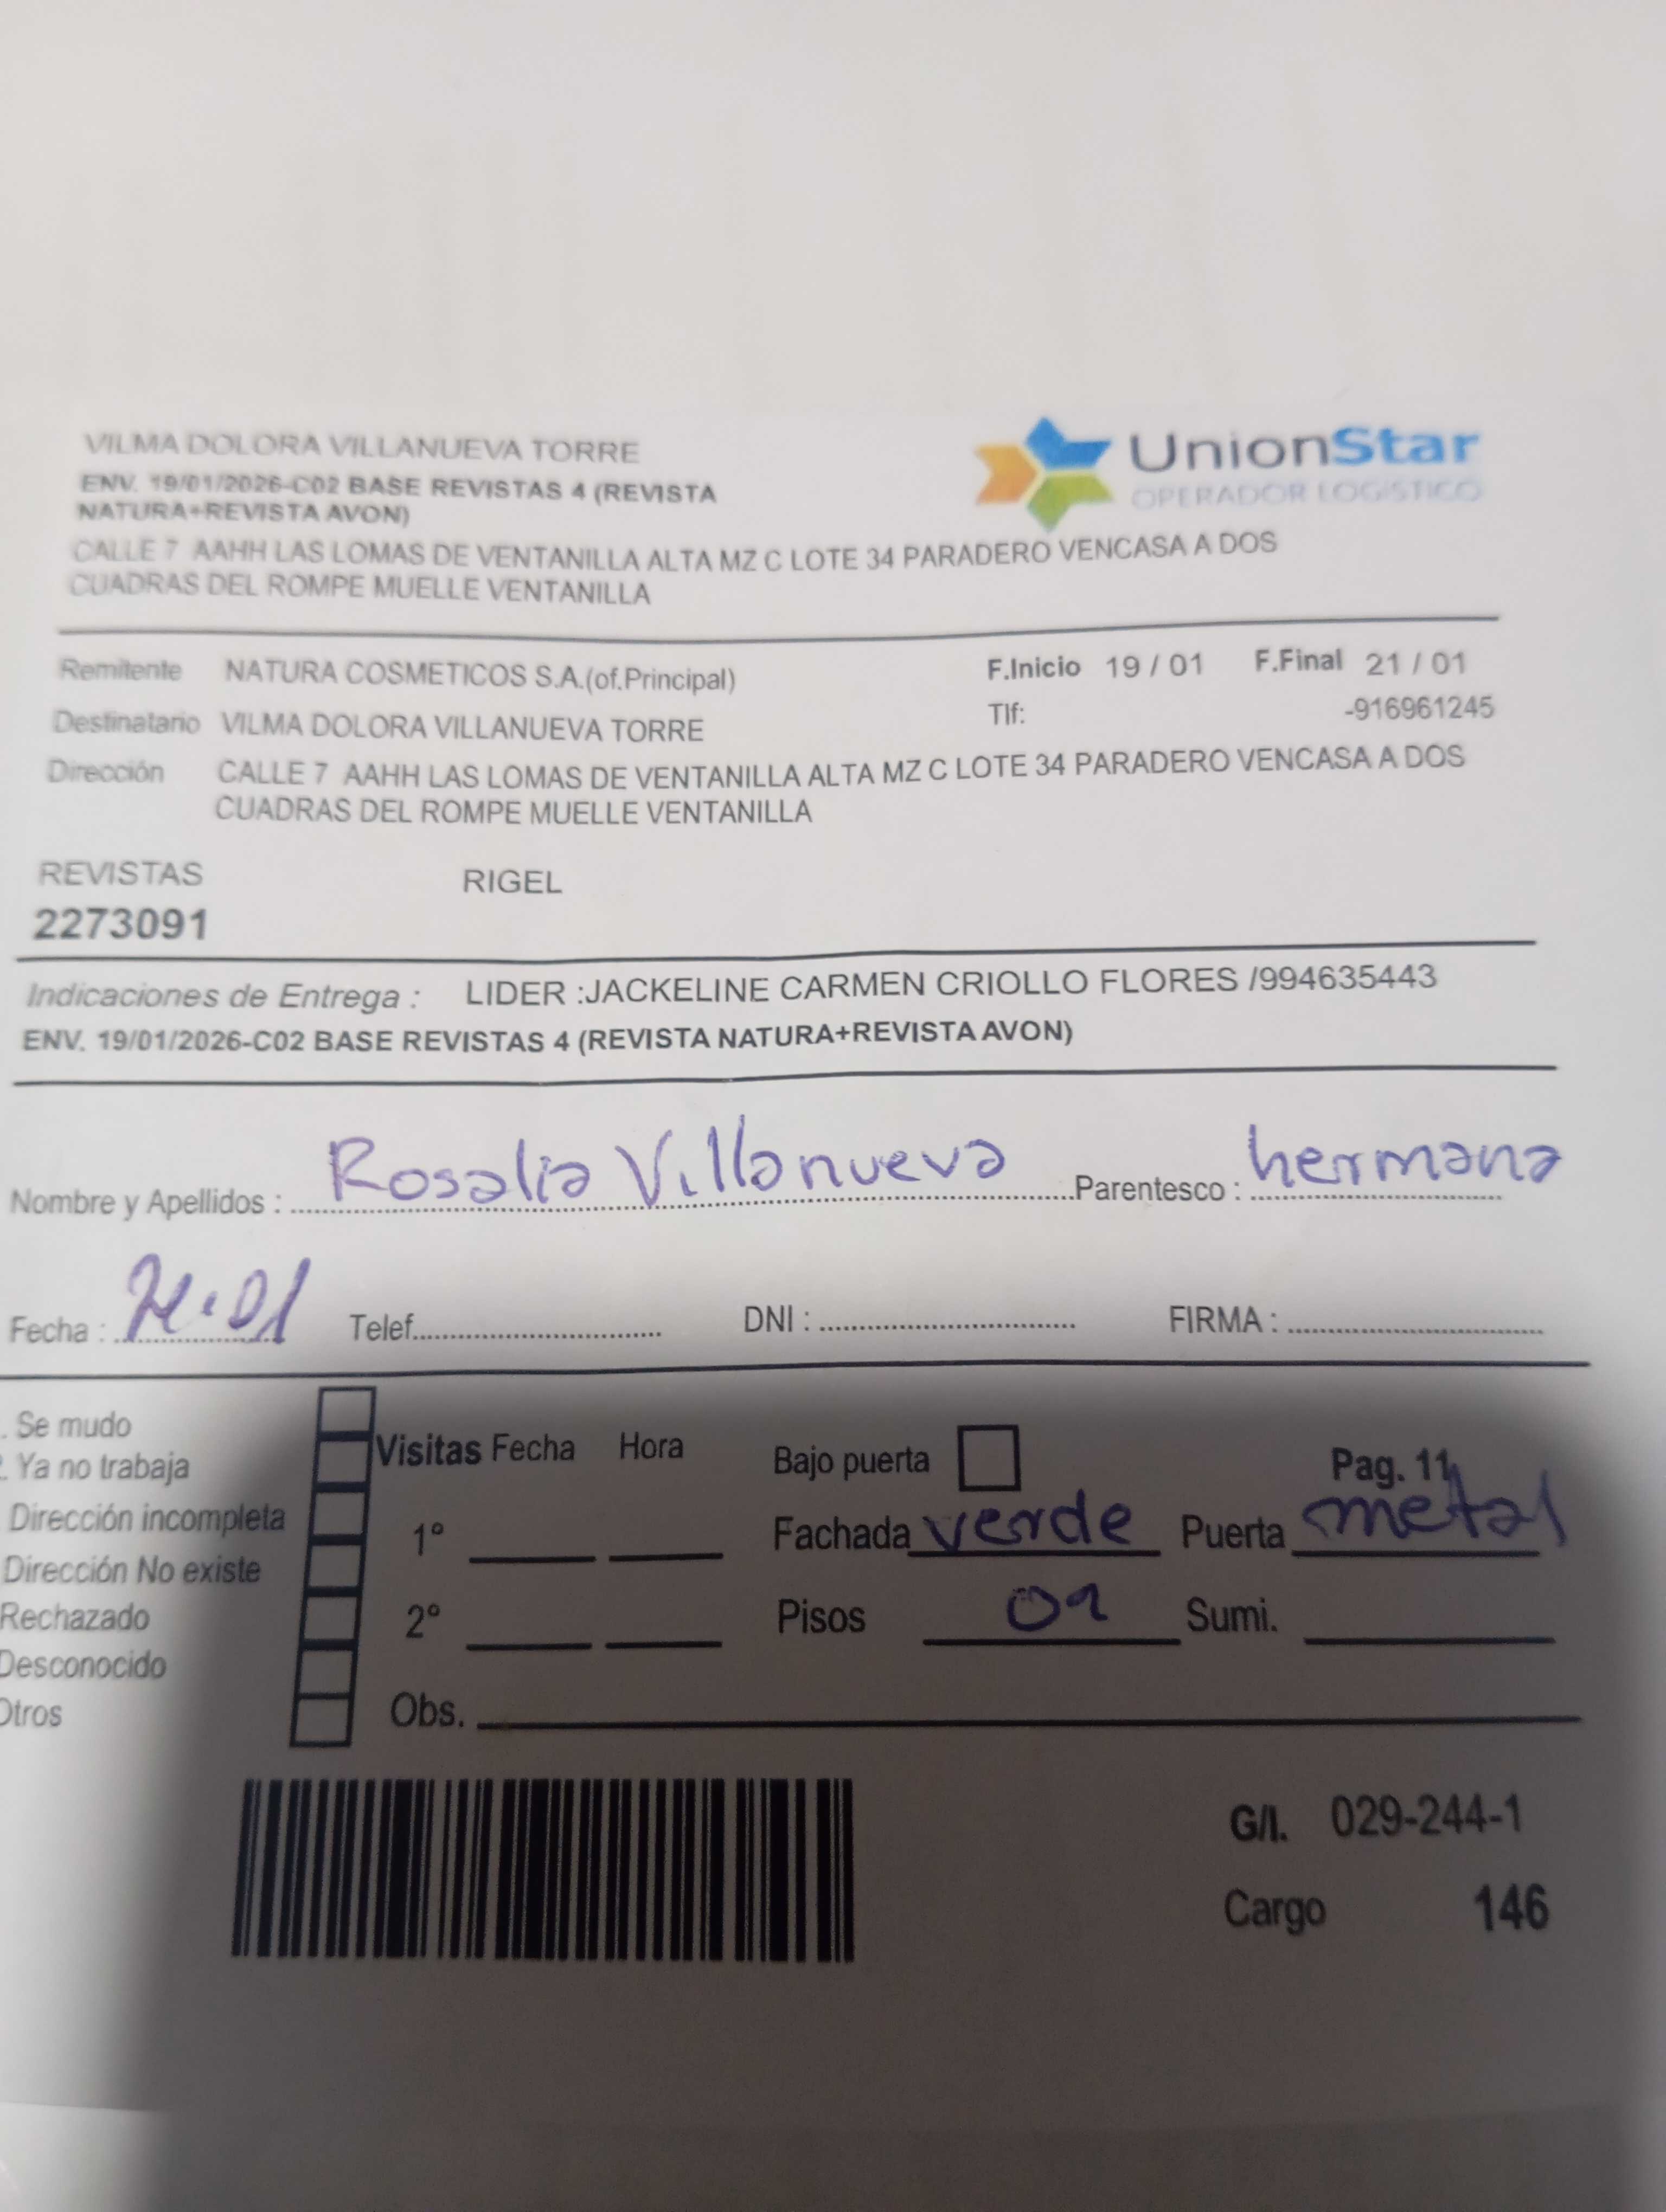 VILMA DOLORA VILLANUEVA TORRE
UnionStar
OPERADOR LOGÍSTICO
ENV. 19/01/2026-C02 BASE REVISTAS 4 (REVISTA
NATURA+REVISTA AVON)
CALLE 7 AAHH LAS LOMAS DE VENTANILLA ALTA MZ C LOTE 34 PARADERO VENCASA A DOS
CUADRAS DEL ROMPE MUELLE VENTANILLA
Remitente NATURA COSMETICOS S.A.(of.Principal) F.Inicio 19 / 01 F.Final 21 / 01
Destinatario VILMA DOLORA VILLANUEVA TORRE Tlf: -916961245
Dirección CALLE 7 AAHH LAS LOMAS DE VENTANILLA ALTA MZ C LOTE 34 PARADERO VENCASA A DOS
CUADRAS DEL ROMPE MUELLE VENTANILLA
REVISTAS RIGEL
2273091
Indicaciones de Entrega : LIDER :JACKELINE CARMEN CRIOLLO FLORES /994635443
ENV. 19/01/2026-C02 BASE REVISTAS 4 (REVISTA NATURA+REVISTA AVON)
Nombre y Apellidos : Rosalia Villanueva Parentesco : hermana
Fecha : Telef. DNI : FIRMA :
. Se mudo
. Ya no trabaja
Dirección incompleta
Dirección No existe
Rechazado
Desconocido
Otros
Visitas Fecha Hora
1°
2°
Obs.
Bajo puerta Pag. 11
Fachada verde Puerta metal
Pisos Sumi.
G/I. 029-244-1
Cargo 146